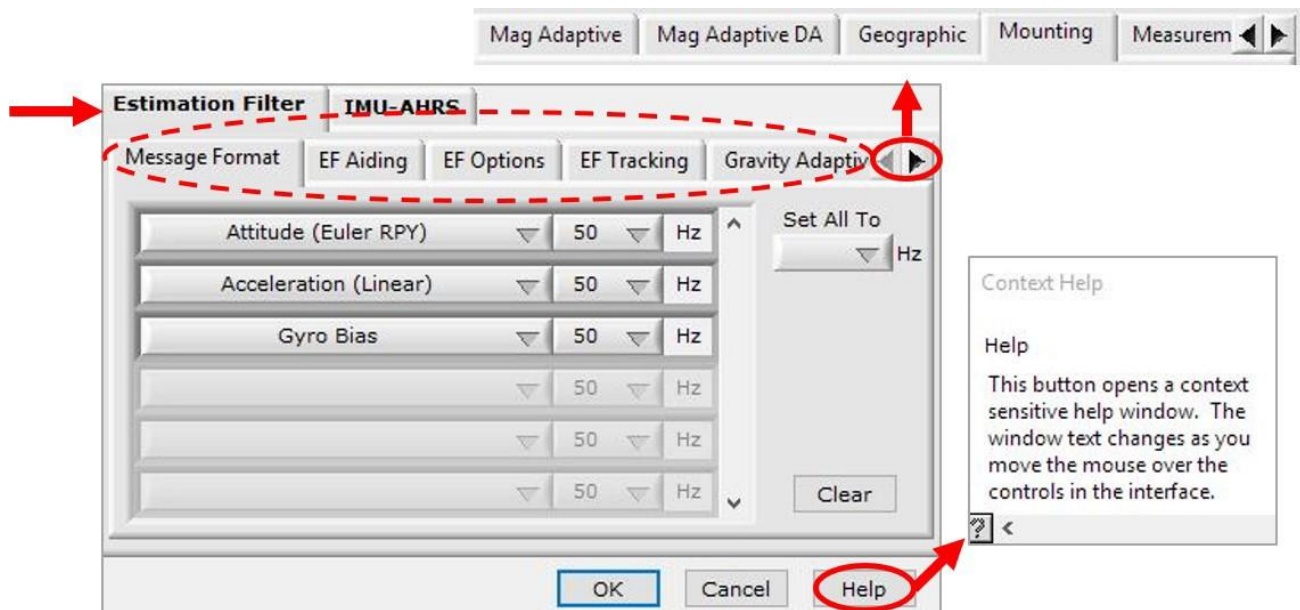 Mag Adaptive Mag Adaptive DA Geographic Mounting Measurem
Estimation Filter IMU-AHRS
Message Format EF Aiding EF Options EF Tracking Gravity Adaptiv
Set All To
Attitude (Euler RPY) 50 Hz
Hz
Acceleration (Linear) 50 Hz
Gyro Bias 50 Hz
50 Hz
50 Hz
50 Hz
Clear
OK Cancel Help
Context Help
Help
This button opens a context
sensitive help window. The
window text changes as you
move the mouse over the
controls in the interface.
? <